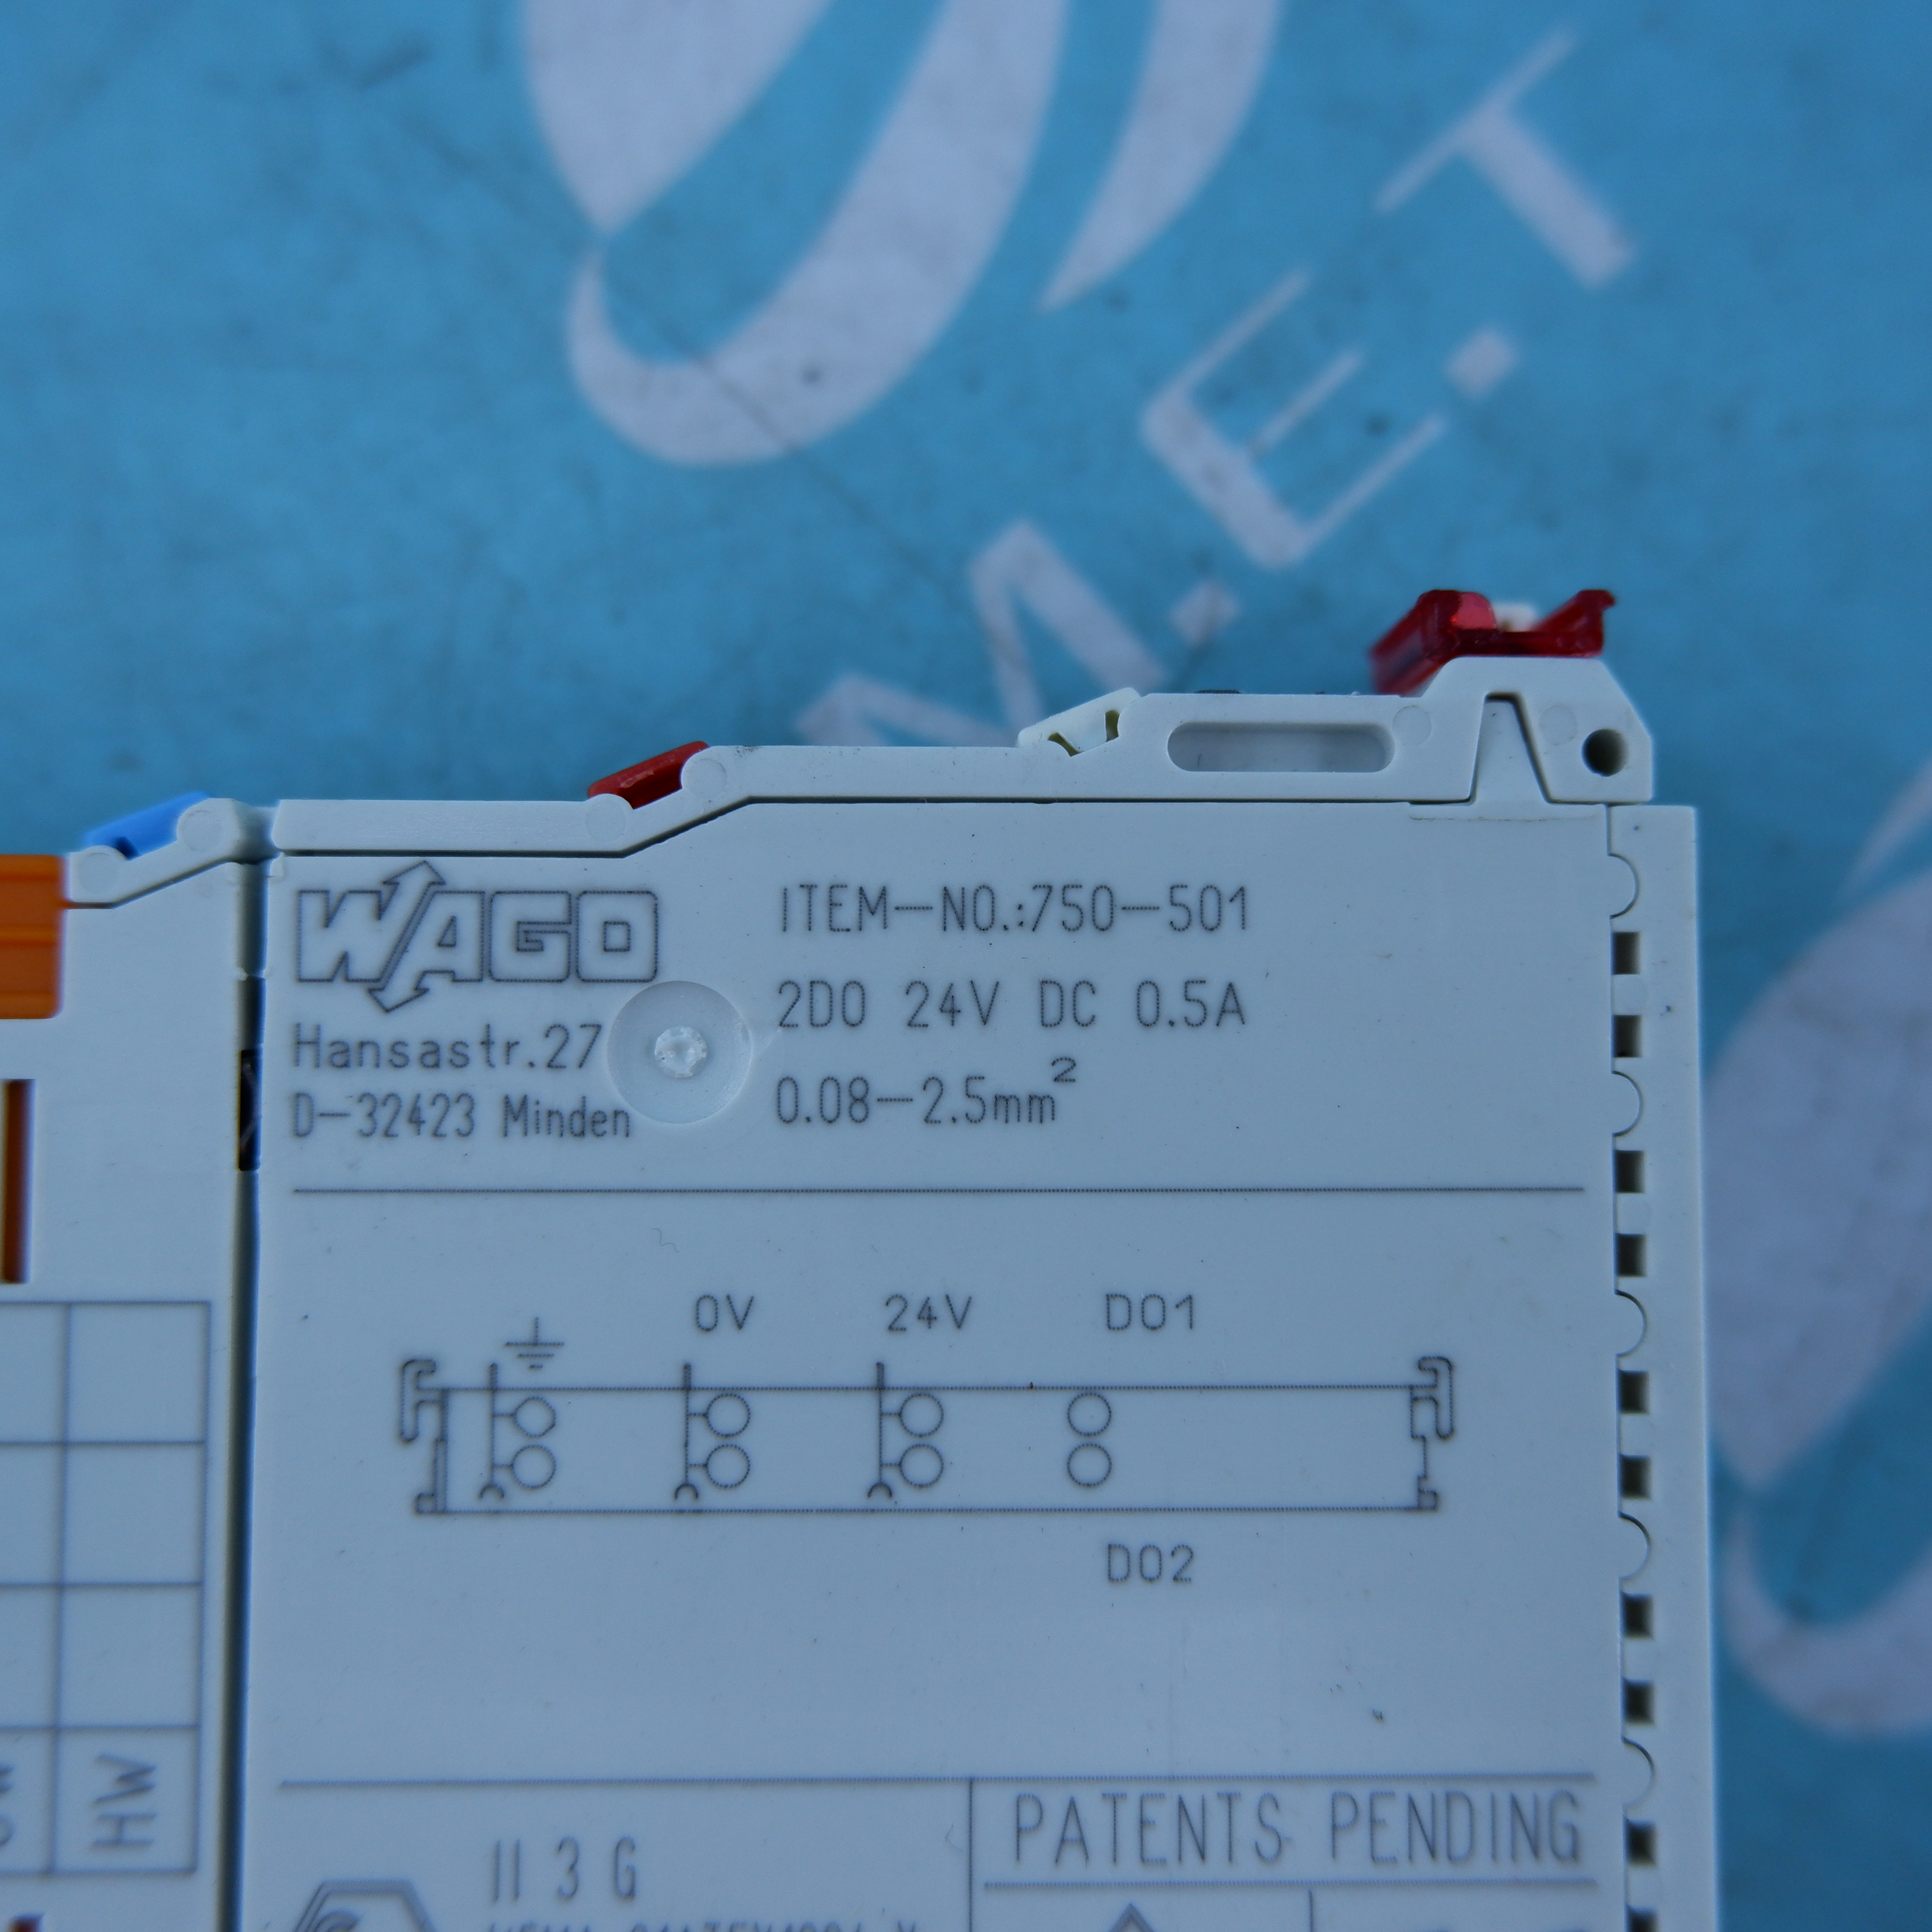 M.E.T
WAGO
Hansastr.27
D-32423 Minden
ITEM-NO.:750-501
2DO 24V DC 0.5A
0.08-2.5mm²
0V 24V DO1
DO2
HW
II 3 G
PATENTS PENDING